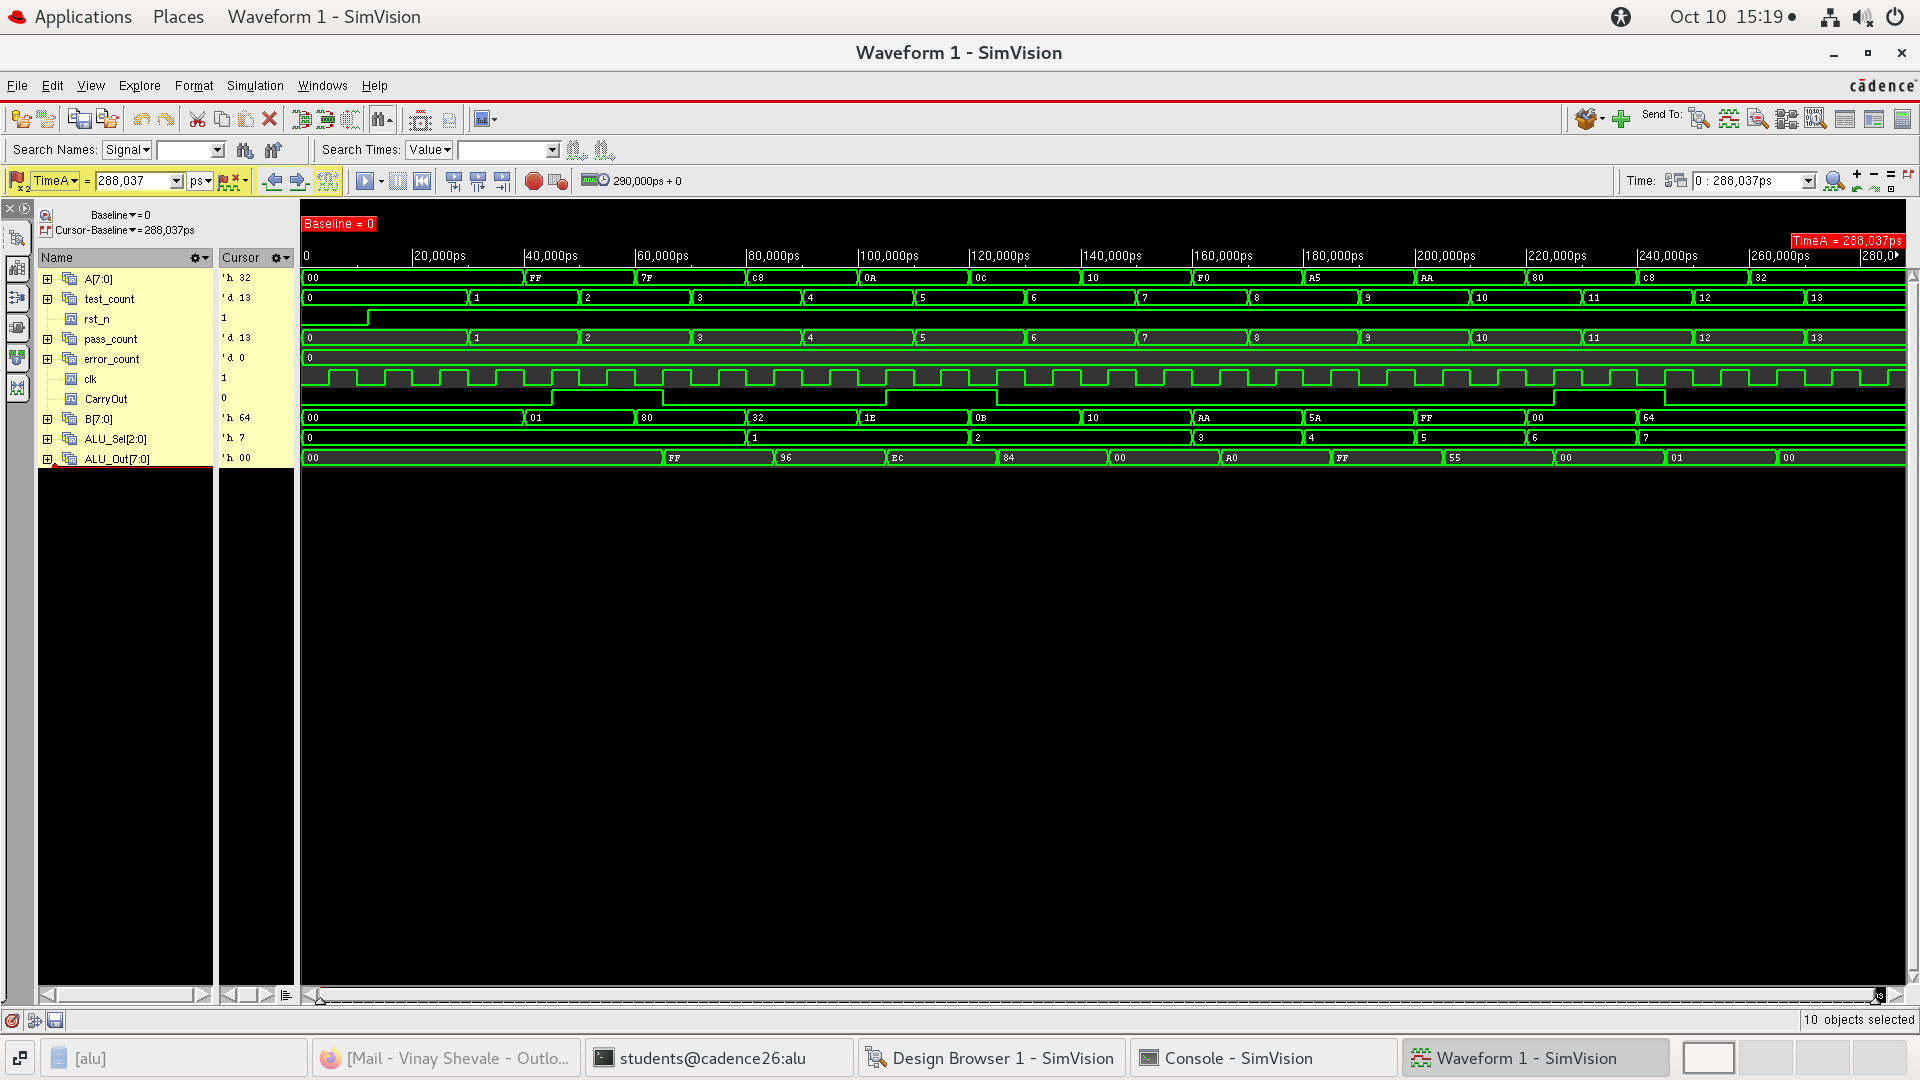 Applications Places Waveform 1 - SimVision Oct 10 15:19
Waveform 1 - SimVision
File Edit View Explore Format Simulation Windows Help cādence
Send To:
Search Names: Signal Search Times: Value
TimeA = 288,037 ps 290,000ps + 0 Time: 0 : 288,037ps
Baseline = 0
Cursor-Baseline = 288,037ps
Baseline = 0
TimeA = 288,037ps
Name Cursor 0 20,000ps 40,000ps 60,000ps 80,000ps 100,000ps 120,000ps 140,000ps 160,000ps 180,000ps 200,000ps 220,000ps 240,000ps 260,000ps 280,0
A[7:0] 'h 32 00 FF 7F C8 0A 0C 10 F0 A5 AA 80 C8 32
test_count 'd 13 0 1 2 3 4 5 6 7 8 9 10 11 12 13
rst_n 1
pass_count 'd 13 0 1 2 3 4 5 6 7 8 9 10 11 12 13
error_count 'd 0 0
clk 1
CarryOut 0
B[7:0] 'h 64 00 01 80 32 1E 0B 10 AA 5A FF 00 64
ALU_Sel[2:0] 'h 7 0 1 2 3 4 5 6 7
ALU_Out[7:0] 'h 00 00 FF 96 EC 84 00 A0 FF 55 00 01 00
10 objects selected
[alu] [Mail - Vinay Shevale - Outlo... students@cadence26:alu Design Browser 1 - SimVision Console - SimVision Waveform 1 - SimVision